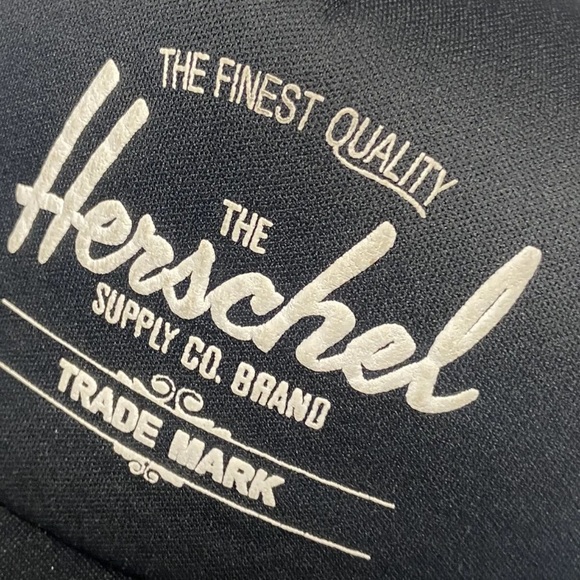 THE FINEST QUALITY
THE
Herschel
SUPPLY CO. BRAND
TRADE MARK